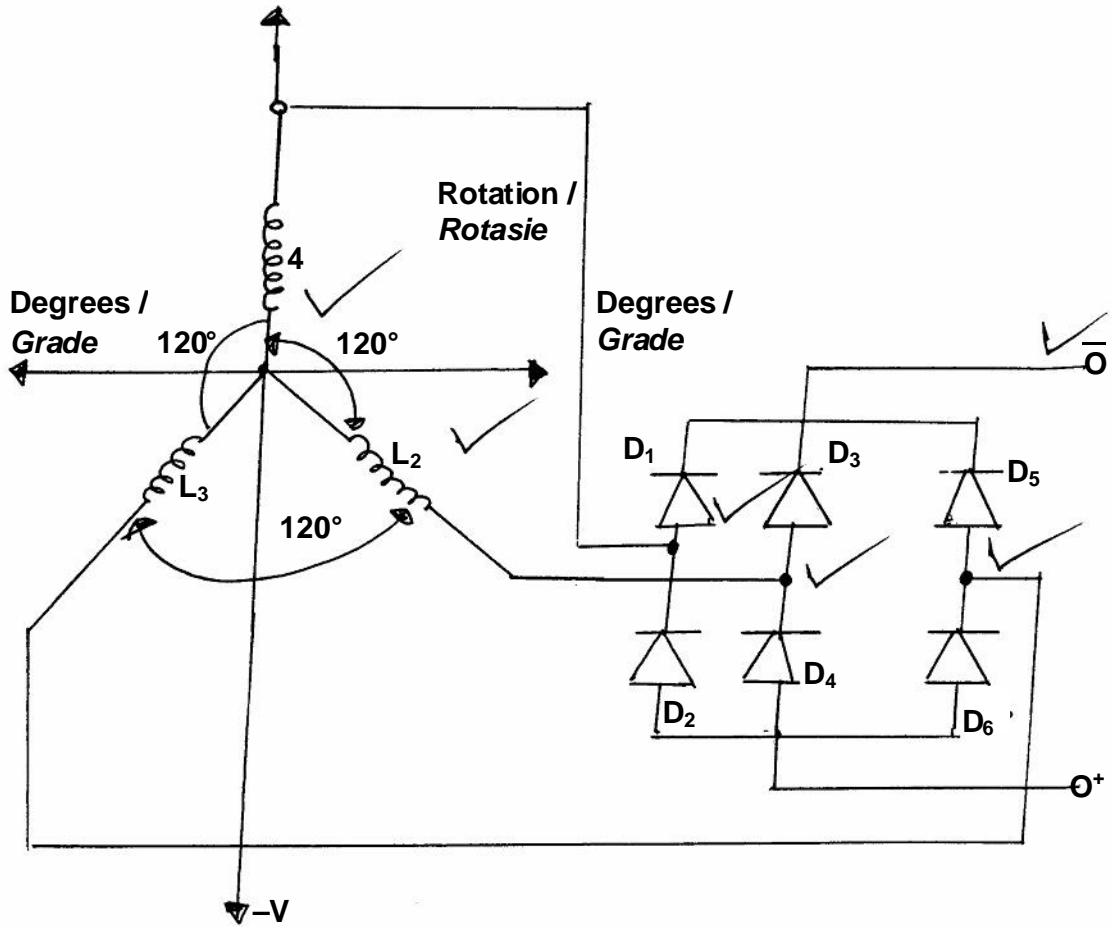 Rotation /
Rotasie
4
Degrees /
Grade
Degrees /
Grade
120°
120°
O̅
D₁
D₃
D₅
L₂
L₃
120°
D₄
D₂
D₆
O⁺
–V